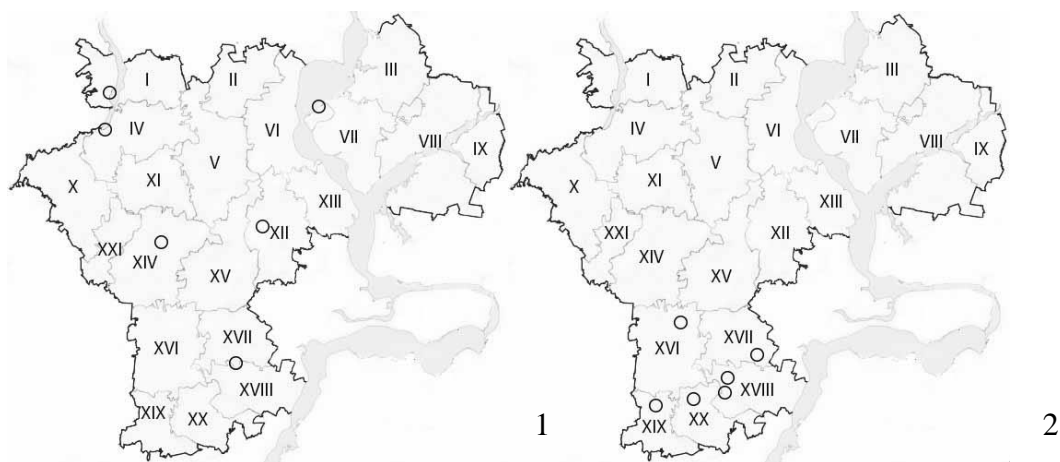 I II III
IV VI VII VIII IX
X XI V
XIII
XXI XIV XII
XV
XVI XVII
XVIII
XIX XX
1
I II III
IV VI VII VIII IX
X XI V
XIII
XXI XIV XII
XV
XVI XVII
XVIII
XIX XX
2